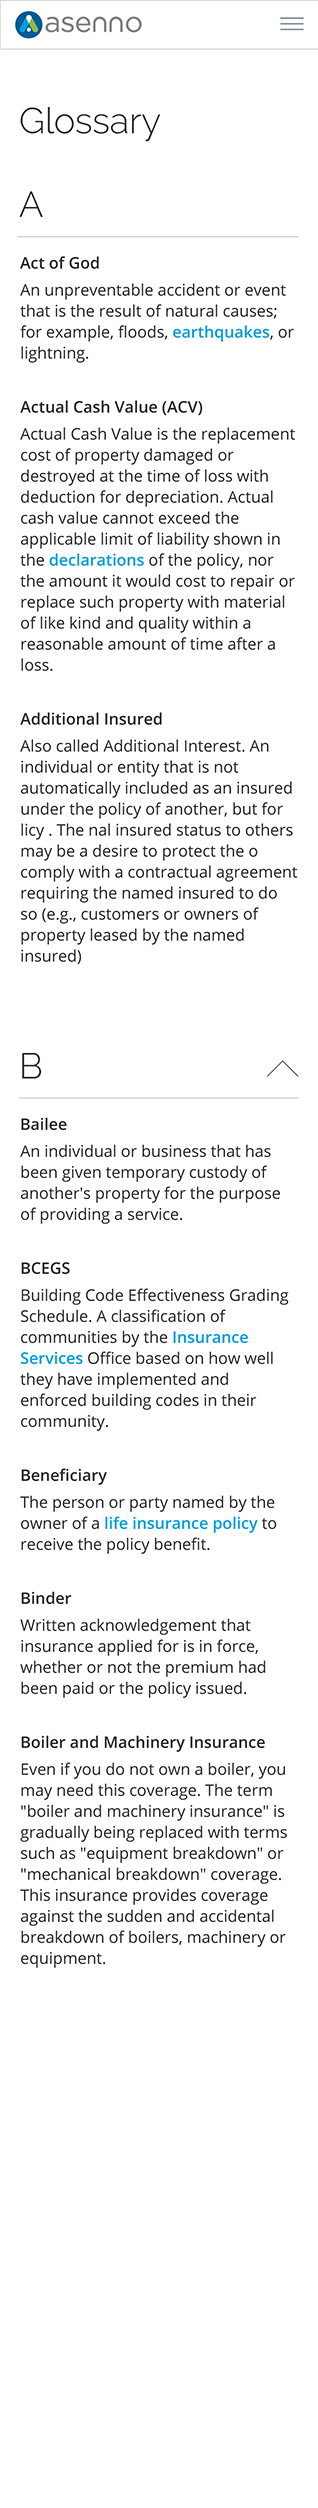 asenno
Glossary
A
Act of God
An unpreventable accident or event
that is the result of natural causes;
for example, floods, earthquakes, or
lightning.
Actual Cash Value (ACV)
Actual Cash Value is the replacement
cost of property damaged or
destroyed at the time of loss with
deduction for depreciation. Actual
cash value cannot exceed the
applicable limit of liability shown in
the declarations of the policy, nor
the amount it would cost to repair or
replace such property with material
of like kind and quality within a
reasonable amount of time after a
loss.
Additional Insured
Also called Additional Interest. An
individual or entity that is not
automatically included as an insured
under the policy of another, but for
licy . The nal insured status to others
may be a desire to protect the o
comply with a contractual agreement
requiring the named insured to do
so (e.g., customers or owners of
property leased by the named
insured)
B
Bailee
An individual or business that has
been given temporary custody of
another's property for the purpose
of providing a service.
BCEGS
Building Code Effectiveness Grading
Schedule. A classification of
communities by the Insurance
Services Office based on how well
they have implemented and
enforced building codes in their
community.
Beneficiary
The person or party named by the
owner of a life insurance policy to
receive the policy benefit.
Binder
Written acknowledgement that
insurance applied for is in force,
whether or not the premium had
been paid or the policy issued.
Boiler and Machinery Insurance
Even if you do not own a boiler, you
may need this coverage. The term
"boiler and machinery insurance" is
gradually being replaced with terms
such as "equipment breakdown" or
"mechanical breakdown" coverage.
This insurance provides coverage
against the sudden and accidental
breakdown of boilers, machinery or
equipment.